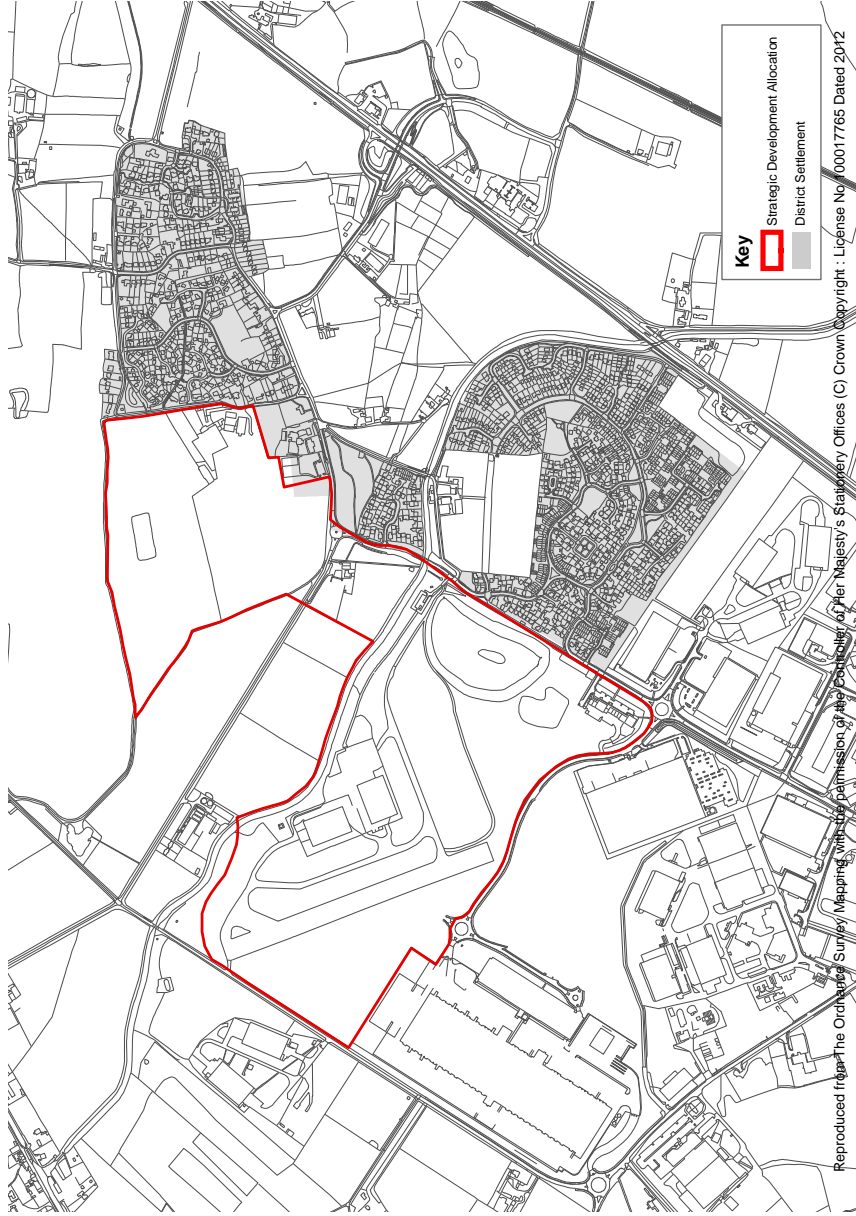 Key
Strategic Development Allocation
District Settlement
Reproduced from The Ordnance Survey Mapping with the permission of the Controller of Her Majesty's Stationery Offices (C) Crown Copyright : License No 100017765 Dated 2012